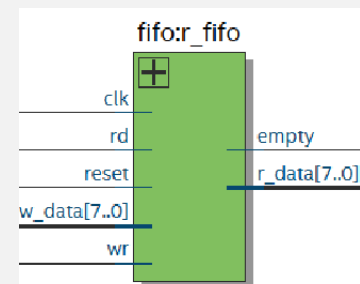 fifo:r_fifo
clk
rd
empty
reset
r_data[7..0]
w_data[7..0]
wr